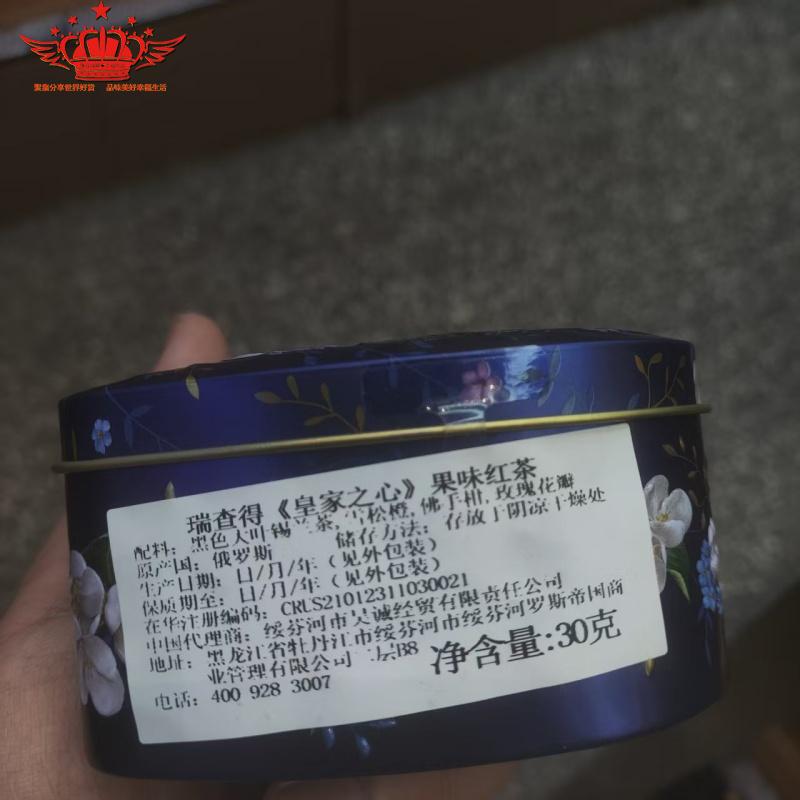 聚集分享世界好货 品味美好幸福生活
瑞查得《皇家之心》果味红茶
配料：黑色大叶锡兰茶，雪松橙，佛手柑，玫瑰花瓣
原产国：俄罗斯 储存方法：存放于阴凉干燥处
生产日期：日/月/年（见外包装）
保质期至：日/月/年（见外包装）
在华注册编码：CRUS21012311030021
中国代理商：绥芬河市昊诚经贸有限责任公司
地址：黑龙江省牡丹江市绥芬河市绥芬河罗斯帝国商
业管理有限公司二层B8
净含量:30克
电话：400 928 3007